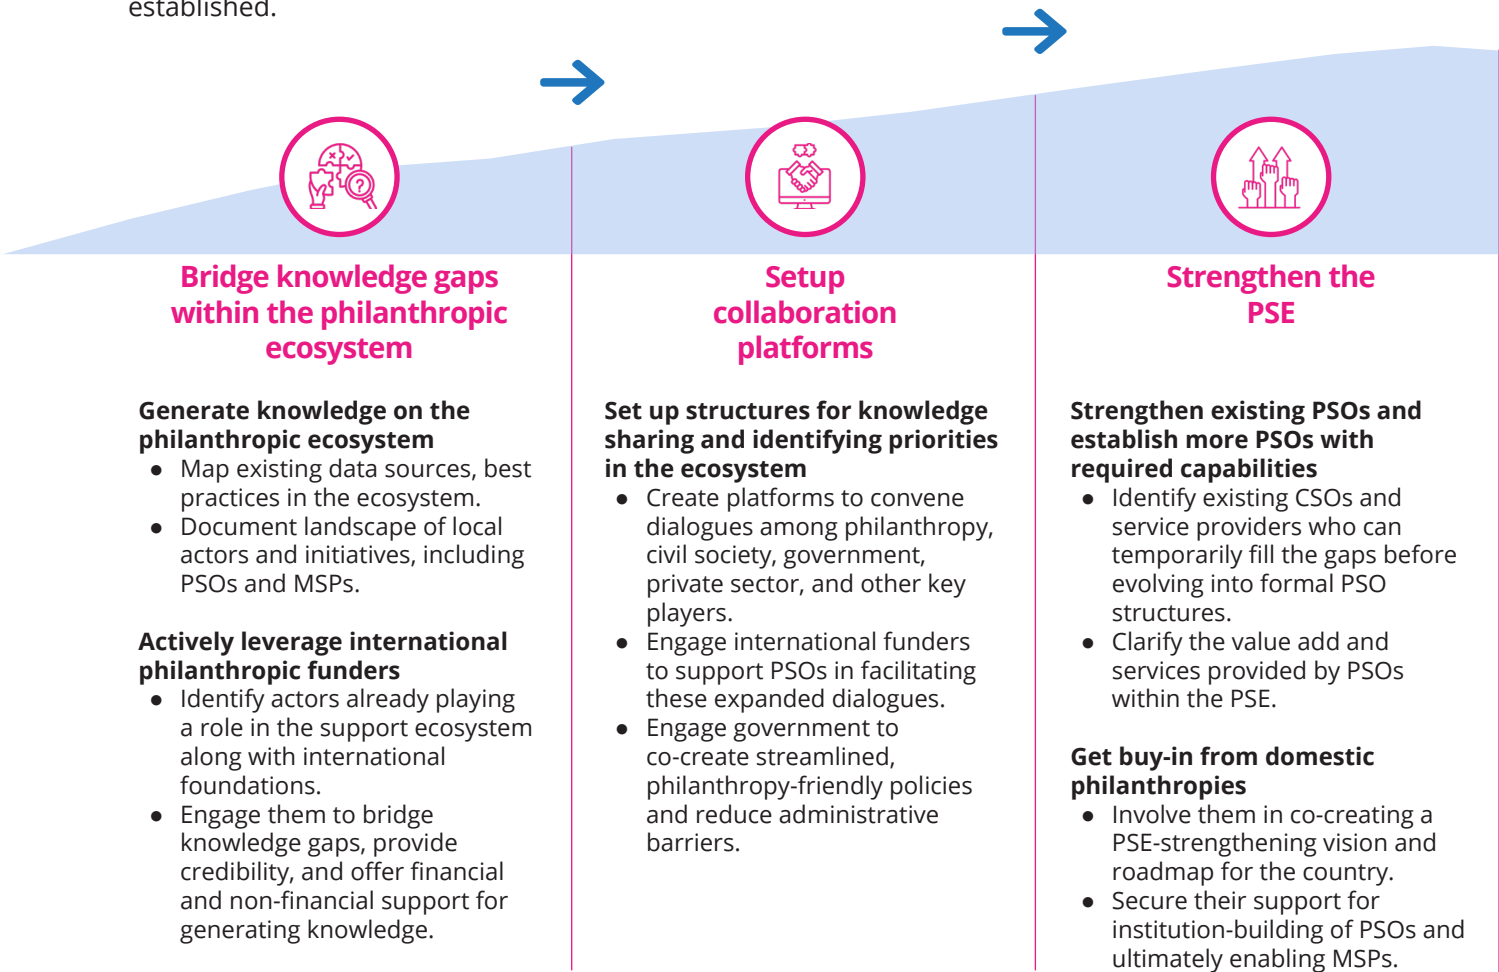 established.
Bridge knowledge gaps
within the philanthropic
ecosystem
Generate knowledge on the
philanthropic ecosystem
● Map existing data sources, best
practices in the ecosystem.
● Document landscape of local
actors and initiatives, including
PSOs and MSPs.
Actively leverage international
philanthropic funders
● Identify actors already playing
a role in the support ecosystem
along with international
foundations.
● Engage them to bridge
knowledge gaps, provide
credibility, and offer financial
and non-financial support for
generating knowledge.
Setup
collaboration
platforms
Set up structures for knowledge
sharing and identifying priorities
in the ecosystem
● Create platforms to convene
dialogues among philanthropy,
civil society, government,
private sector, and other key
players.
● Engage international funders
to support PSOs in facilitating
these expanded dialogues.
● Engage government to
co-create streamlined,
philanthropy-friendly policies
and reduce administrative
barriers.
Strengthen the
PSE
Strengthen existing PSOs and
establish more PSOs with
required capabilities
● Identify existing CSOs and
service providers who can
temporarily fill the gaps before
evolving into formal PSO
structures.
● Clarify the value add and
services provided by PSOs
within the PSE.
Get buy-in from domestic
philanthropies
● Involve them in co-creating a
PSE-strengthening vision and
roadmap for the country.
● Secure their support for
institution-building of PSOs and
ultimately enabling MSPs.